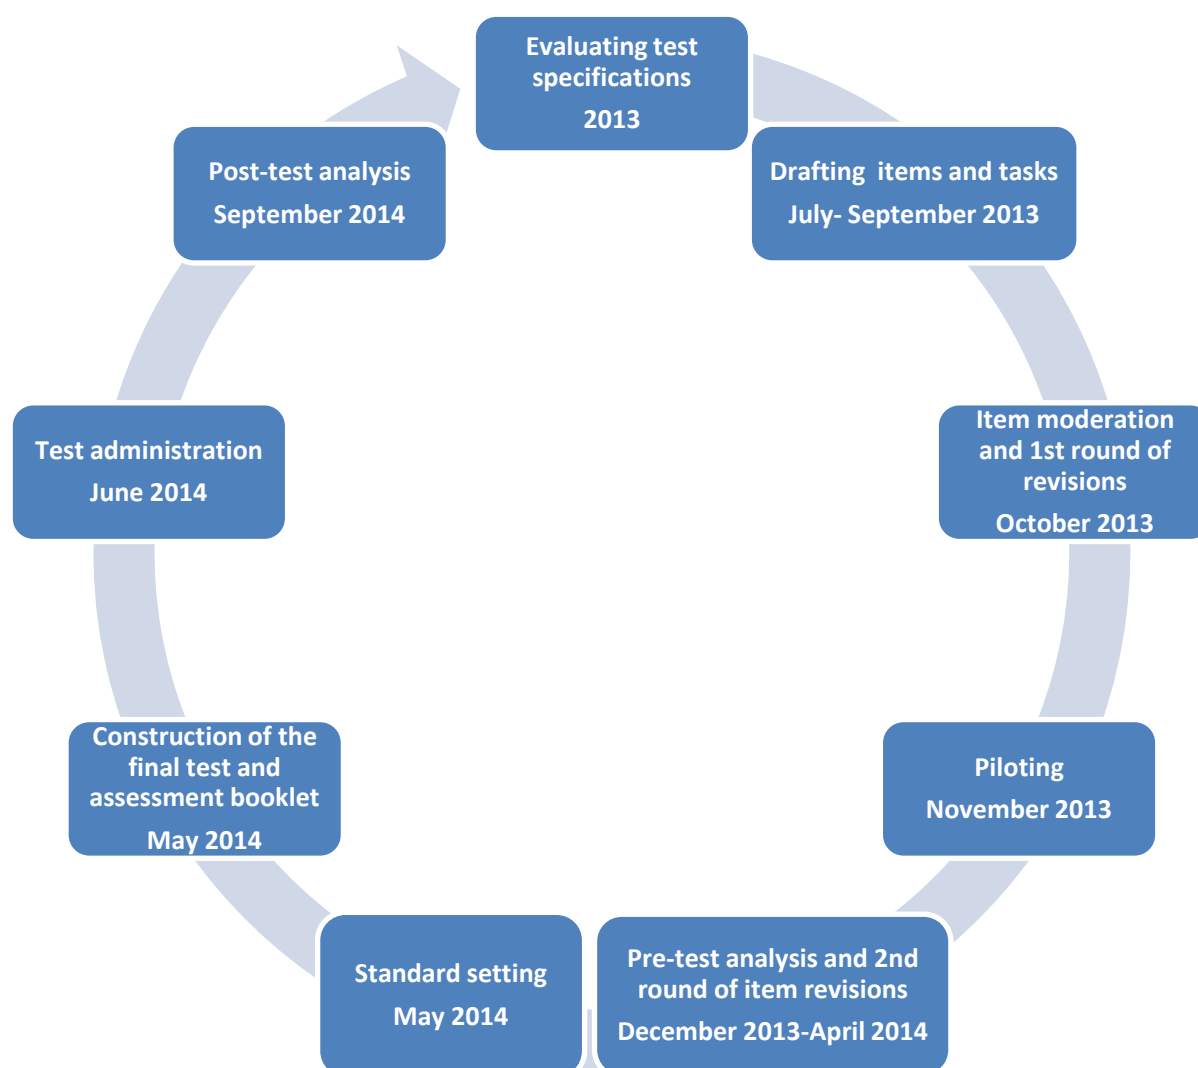 Evaluating test
specifications
2013
Drafting items and tasks
July- September 2013
Item moderation
and 1st round of
revisions
October 2013
Piloting
November 2013
Pre-test analysis and 2nd
round of item revisions
December 2013-April 2014
Standard setting
May 2014
Construction of the
final test and
assessment booklet
May 2014
Test administration
June 2014
Post-test analysis
September 2014